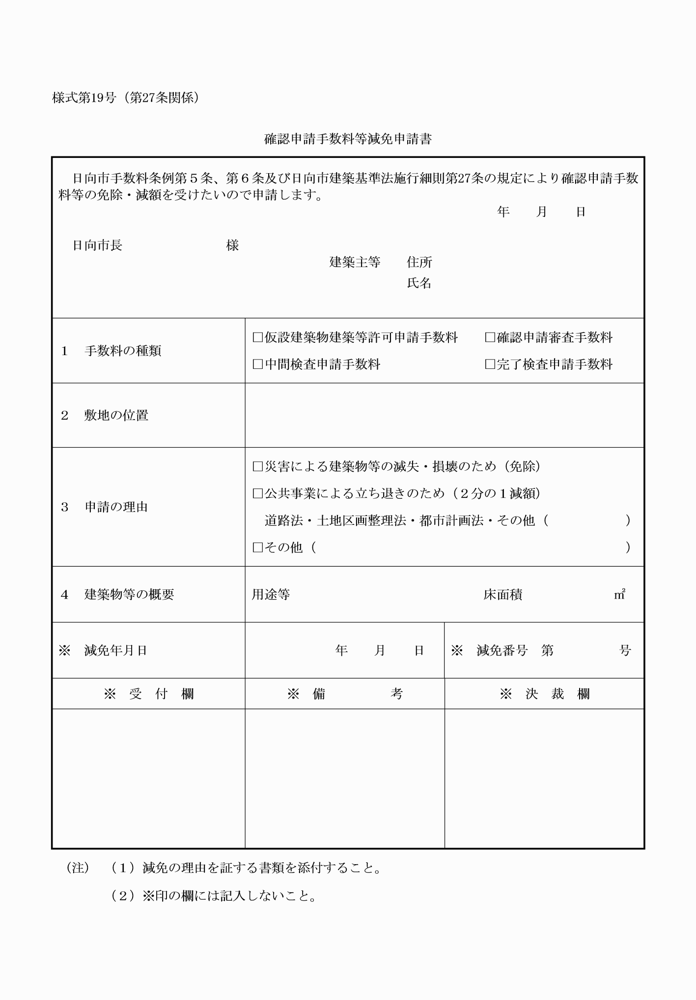 様式第19号（第27条関係）
確認申請手数料等減免申請書
日向市手数料条例第５条、第６条及び日向市建築基準法施行細則第27条の規定により確認申請手数
料等の免除・減額を受けたいので申請します。
年　　月　　日
日向市長　　　　　　　　様
建築主等　　住所
氏名
１　手数料の種類
□仮設建築物建築等許可申請手数料　　□確認申請審査手数料
□中間検査申請手数料　　　　　　　　□完了検査申請手数料
２　敷地の位置
３　申請の理由
□災害による建築物等の滅失・損壊のため（免除）
□公共事業による立ち退きのため（２分の１減額）
道路法・土地区画整理法・都市計画法・その他（　　　　　　）
□その他（　　　　　　　　　　　　　　　　　　　　　　　　）
４　建築物等の概要
用途等　　　　　　　　　　　　　　　床面積　　　　　　　㎡
※　減免年月日　　　　　　　　年　　月　　日　　※　減免番号　第　　　　　号
※　受　付　欄　　　　※　備　　　　　考　　　　※　決　裁　欄
（注）　（１）減免の理由を証する書類を添付すること。
（２）※印の欄には記入しないこと。